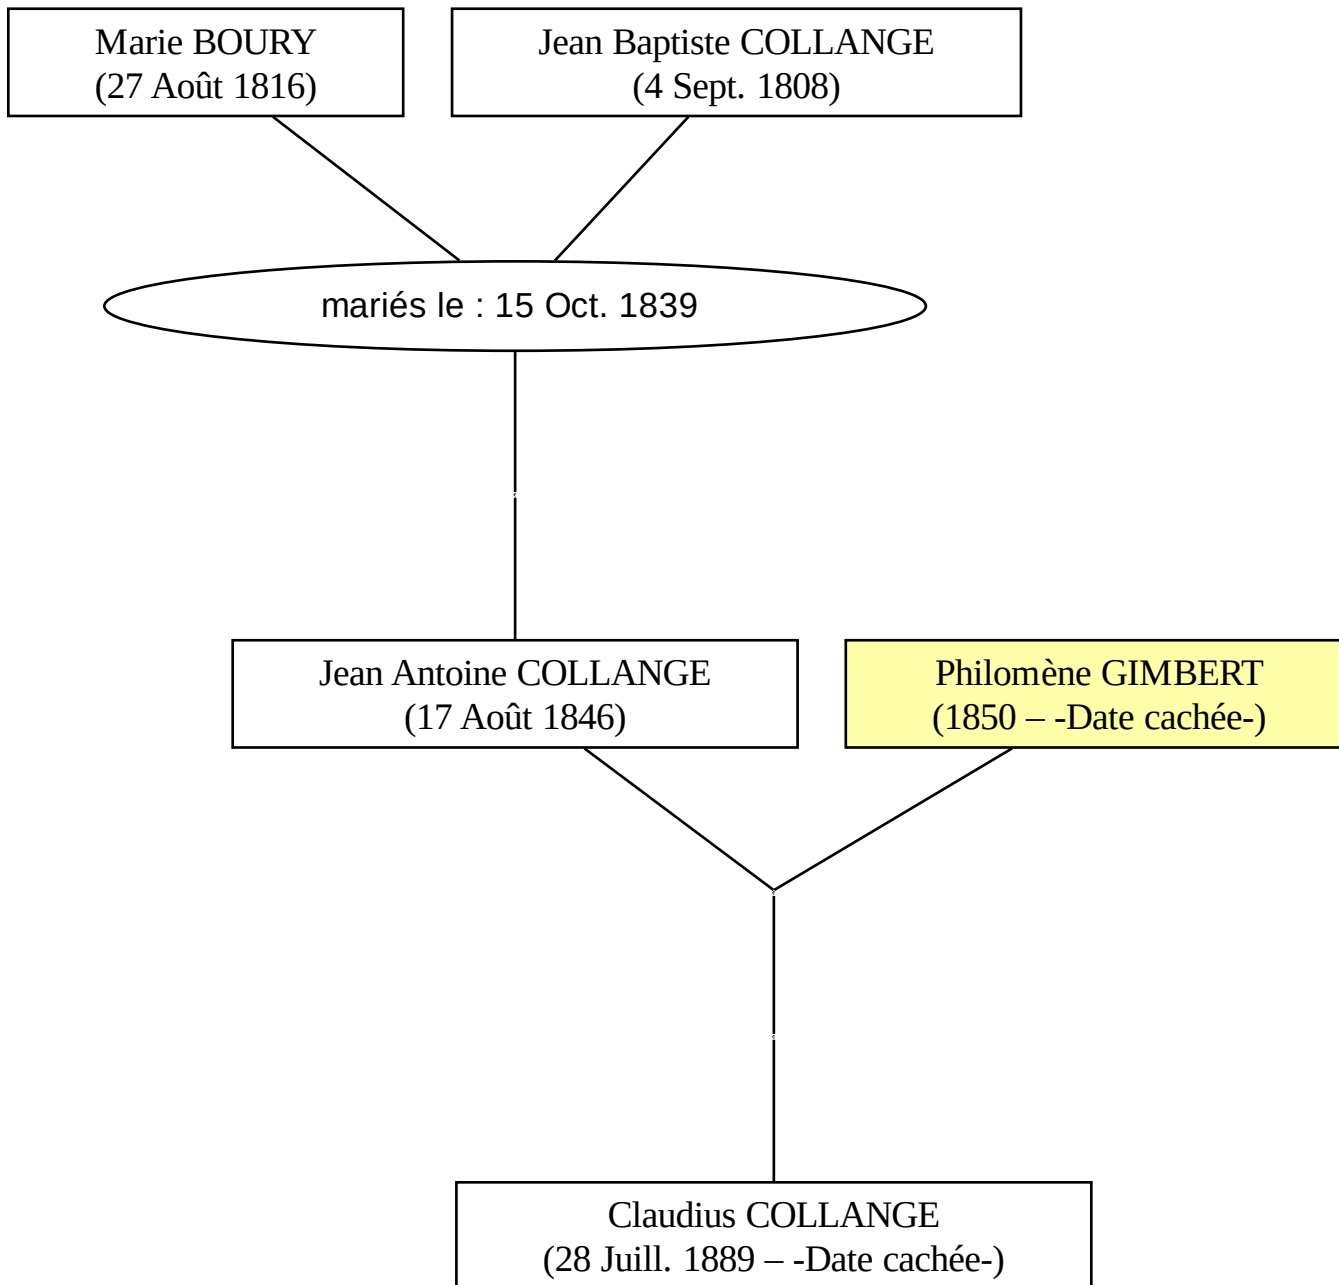 Marie BOURY
(27 Août 1816)
Jean Baptiste COLLANGE
(4 Sept. 1808)
mariés le : 15 Oct. 1839
Jean Antoine COLLANGE
(17 Août 1846)
Philomène GIMBERT
(1850 – -Date cachée-)
Claudius COLLANGE
(28 Juill. 1889 – -Date cachée-)